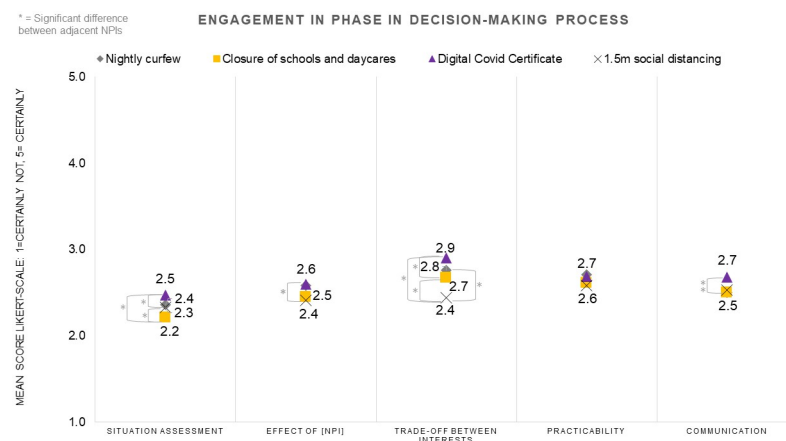 * = Significant difference
between adjacent NPIs
ENGAGEMENT IN PHASE IN DECISION-MAKING PROCESS
Nightly curfew
Closure of schools and daycares
Digital Covid Certificate
1.5m social distancing
MEAN SCORE LIKERT-SCALE: 1=CERTAINLY NOT, 5= CERTAINLY
5.0
4.0
3.0
2.0
1.0
2.5
* 2.4
* * 2.3
2.2
2.6
* 2.5
2.4
2.9
* 2.8
* 2.7 *
2.4
2.7
2.6
2.7
*
*
2.5
SITUATION ASSESSMENT
EFFECT OF [NPI]
TRADE-OFF BETWEEN
INTERESTS
PRACTICABILITY
COMMUNICATION